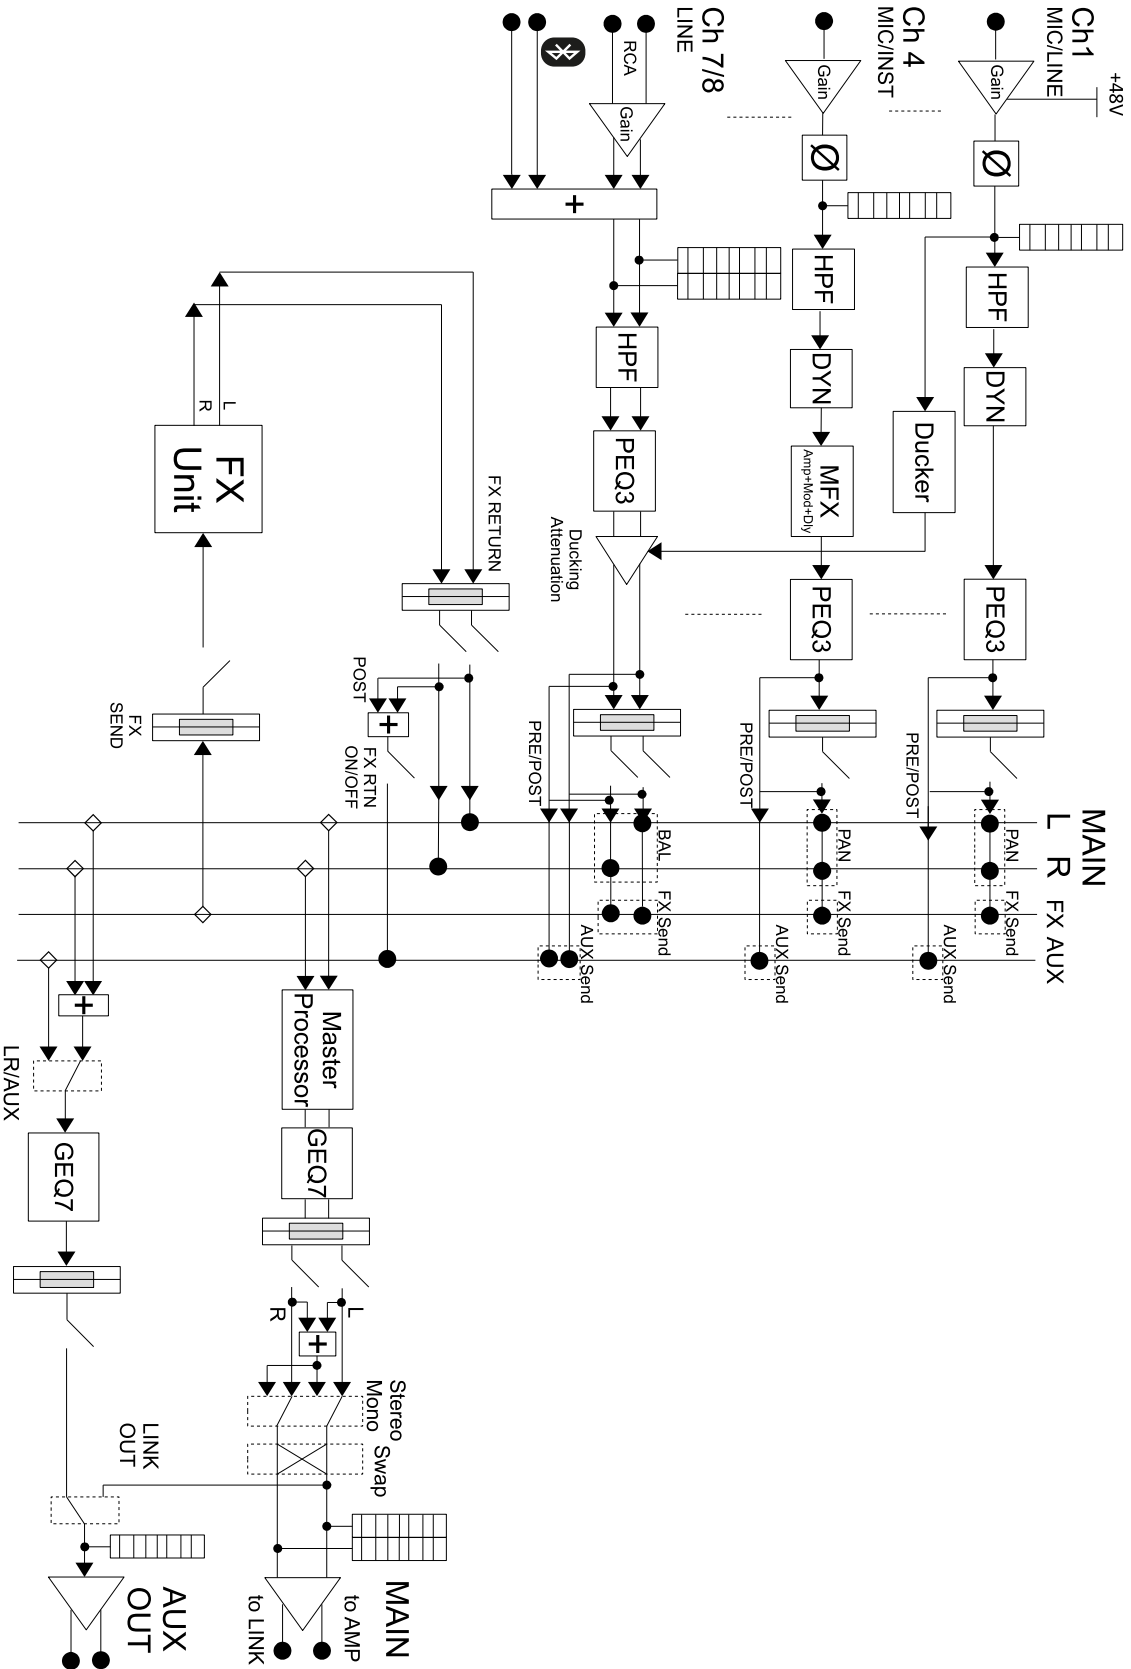 Ch1
MIC/LINE
+48V
Gain
Ø
HPF
DYN
PEQ3
Ducker
PRE/POST
PAN
FX Send
AUX Send
MAIN
L R FX AUX
Ch 4
MIC/INST
Gain
Ø
HPF
DYN
MFX
Amp+Mod+Dly
PEQ3
PRE/POST
PAN
FX Send
AUX Send
Ch 7/8
LINE
RCA
Gain
+
HPF
PEQ3
Ducking
Attenuation
PRE/POST
BAL
FX Send
AUX Send
FX RETURN
POST
+
FX RTN
ON/OFF
L
R
FX
Unit
FX
SEND
Master
Processor
GEQ7
L
R
+
Stereo
Mono
Swap
MAIN
to AMP
to LINK
+
LR/AUX
GEQ7
LINK
OUT
AUX
OUT